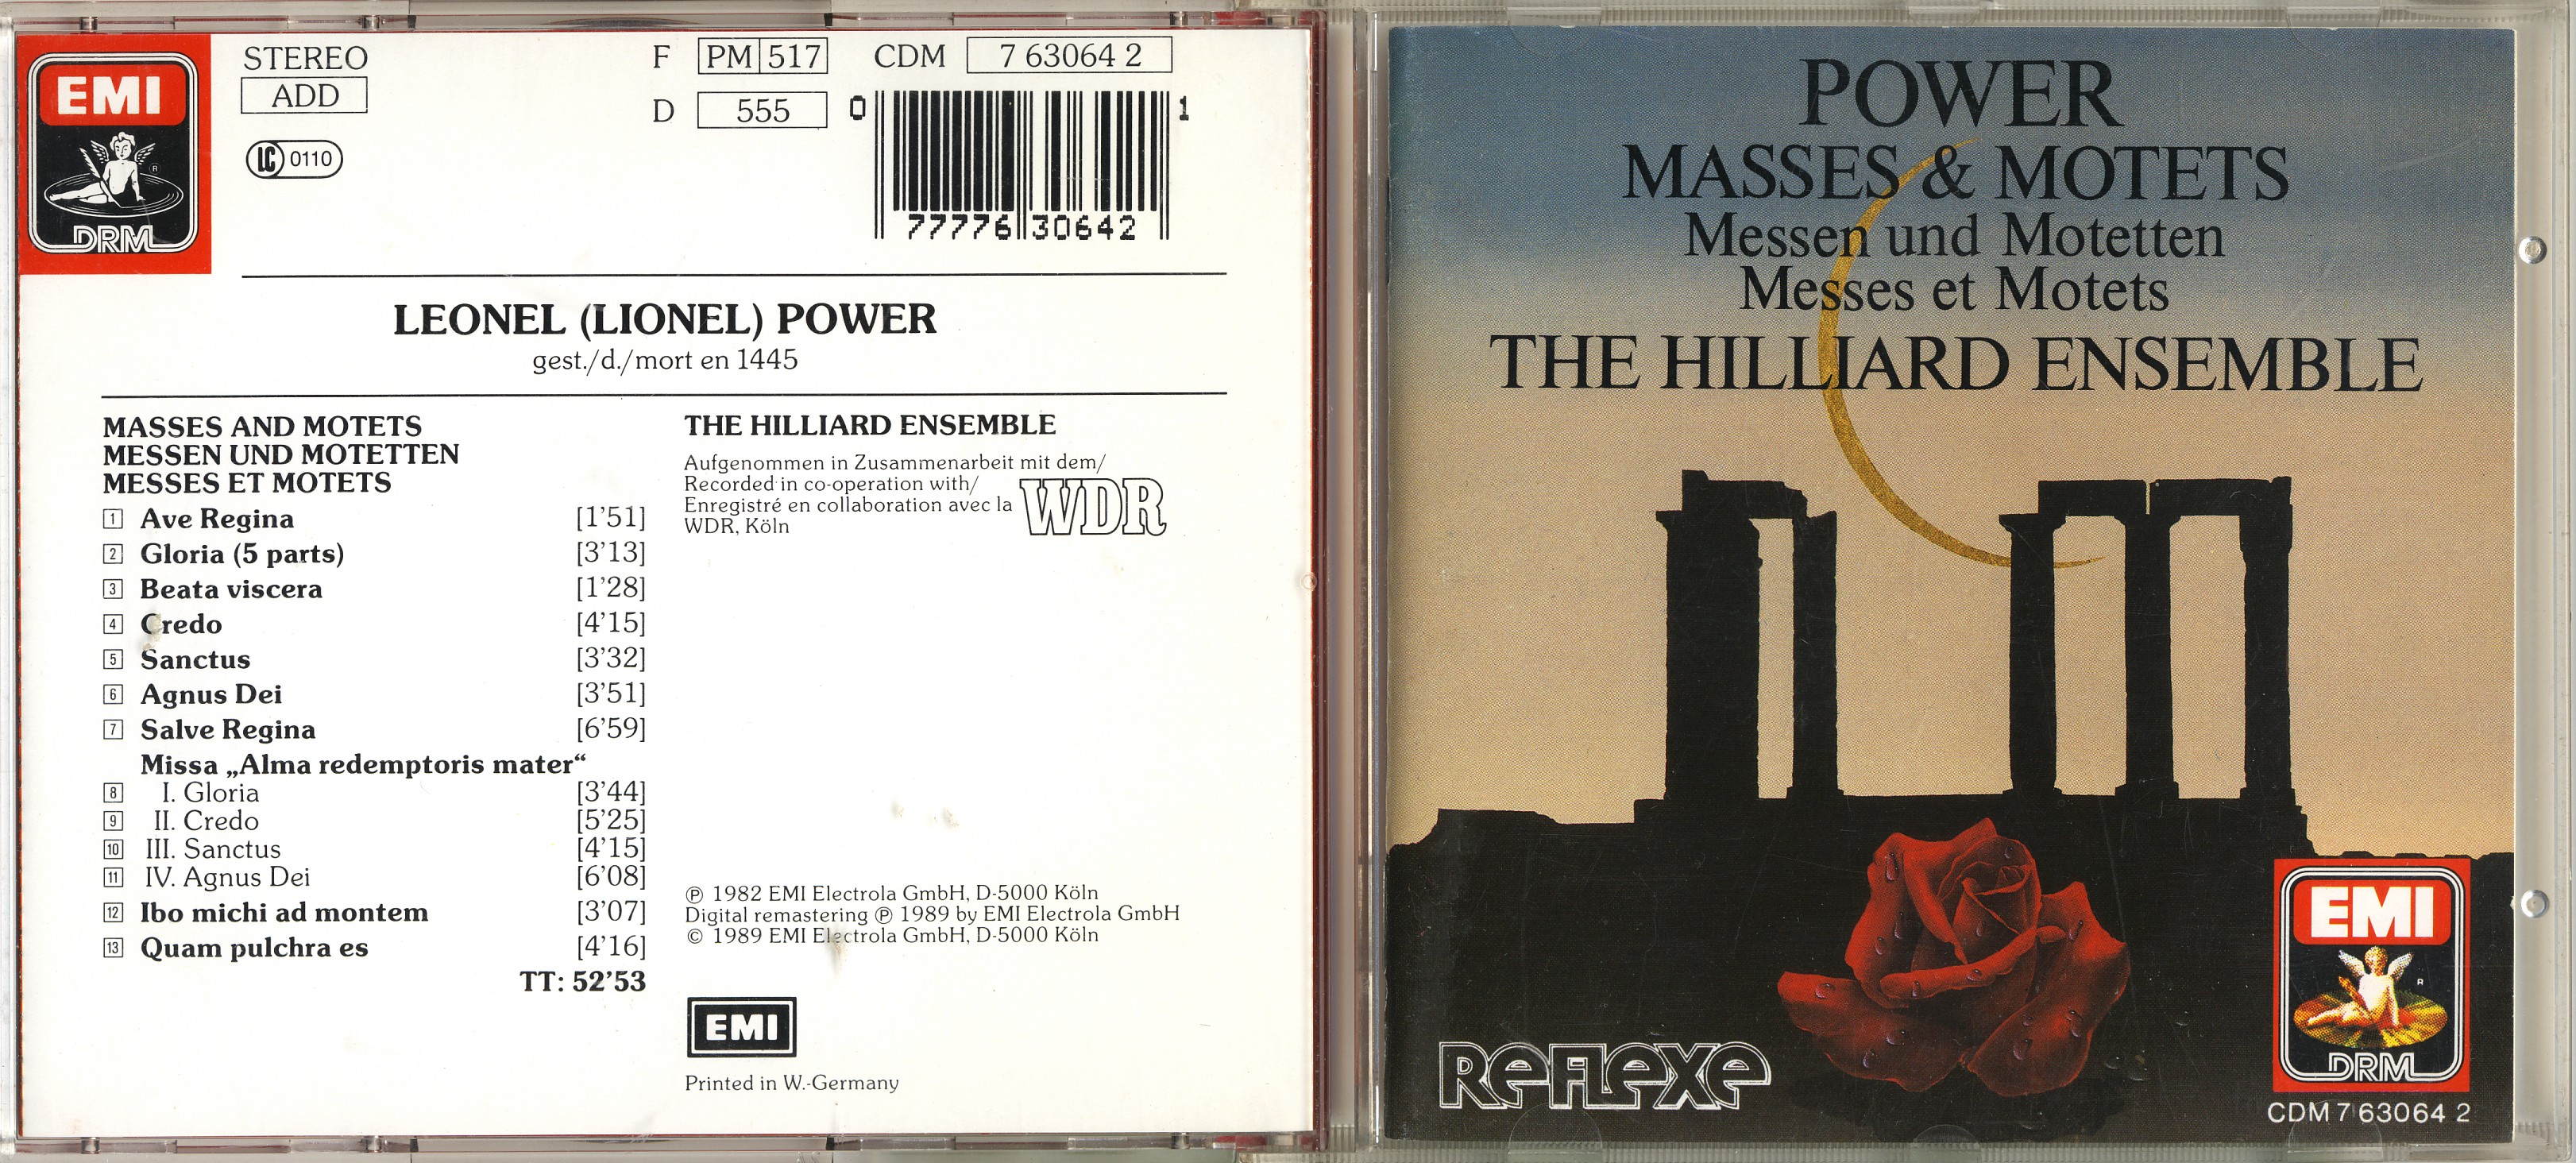 EMI
DRM
STEREO
ADD
LC 0110
F PM 517 CDM 7 63064 2
D 555
0 77776 30642 1
LEONEL (LIONEL) POWER
gest./d./mort en 1445
MASSES AND MOTETS
MESSEN UND MOTETTEN
MESSES ET MOTETS
1 Ave Regina [1'51]
2 Gloria (5 parts) [3'13]
3 Beata viscera [1'28]
4 Credo [4'15]
5 Sanctus [3'32]
6 Agnus Dei [3'51]
7 Salve Regina [6'59]
Missa „Alma redemptoris mater“
8 I. Gloria [3'44]
9 II. Credo [5'25]
10 III. Sanctus [4'15]
11 IV. Agnus Dei [6'08]
12 Ibo michi ad montem [3'07]
13 Quam pulchra es [4'16]
TT: 52'53
THE HILLIARD ENSEMBLE
Aufgenommen in Zusammenarbeit mit dem/
Recorded in co-operation with/
Enregistré en collaboration avec la
WDR, Köln
WDR
℗ 1982 EMI Electrola GmbH, D-5000 Köln
Digital remastering ℗ 1989 by EMI Electrola GmbH
© 1989 EMI Electrola GmbH, D-5000 Köln
EMI
Printed in W.-Germany
POWER
MASSES & MOTETS
Messen und Motetten
Messes et Motets
THE HILLIARD ENSEMBLE
REFLEXE
EMI
R
DRM
CDM 7 63064 2